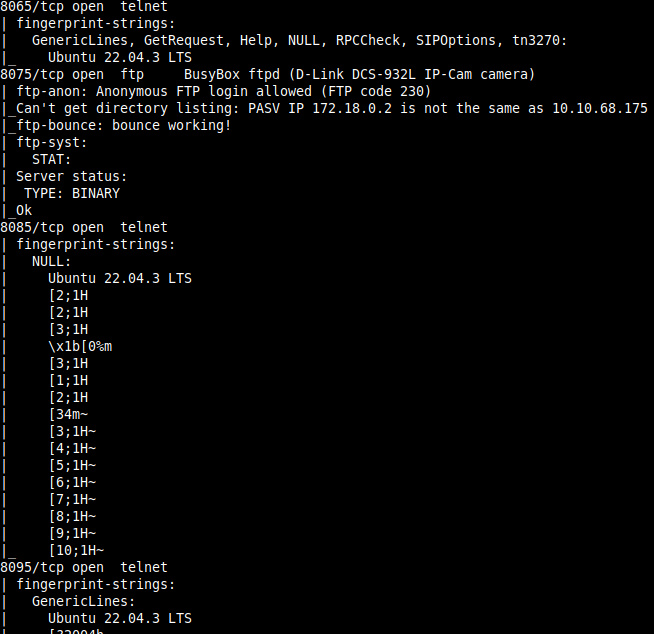 8065/tcp open  telnet
| fingerprint-strings:
|   GenericLines, GetRequest, Help, NULL, RPCCheck, SIPOptions, tn3270:
|_    Ubuntu 22.04.3 LTS
8075/tcp open  ftp     BusyBox ftpd (D-Link DCS-932L IP-Cam camera)
| ftp-anon: Anonymous FTP login allowed (FTP code 230)
|_Can't get directory listing: PASV IP 172.18.0.2 is not the same as 10.10.68.175
|_ftp-bounce: bounce working!
| ftp-syst:
|   STAT:
| Server status:
|  TYPE: BINARY
|_Ok
8085/tcp open  telnet
| fingerprint-strings:
|   NULL:
|     Ubuntu 22.04.3 LTS
|     [2;1H
|     [2;1H
|     [3;1H
|     \x1b[0%m
|     [3;1H
|     [1;1H
|     [2;1H
|     [34m~
|     [3;1H~
|     [4;1H~
|     [5;1H~
|     [6;1H~
|     [7;1H~
|     [8;1H~
|     [9;1H~
|_    [10;1H~
8095/tcp open  telnet
| fingerprint-strings:
|   GenericLines:
|     Ubuntu 22.04.3 LTS